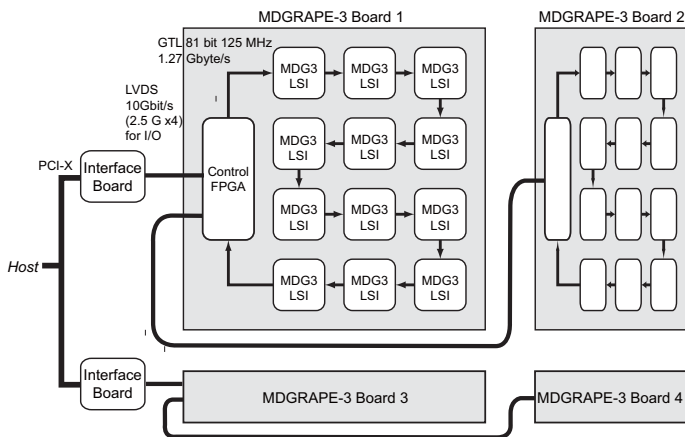 MDGRAPE-3 Board 1
MDGRAPE-3 Board 2
GTL 81 bit 125 MHz
1.27 Gbyte/s
LVDS
10Gbit/s
(2.5 G x4)
for I/O
PCI-X
Interface
Board
Control
FPGA
MDG3
LSI
MDG3
LSI
MDG3
LSI
MDG3
LSI
MDG3
LSI
MDG3
LSI
MDG3
LSI
MDG3
LSI
MDG3
LSI
MDG3
LSI
MDG3
LSI
MDG3
LSI
Host
Interface
Board
MDGRAPE-3 Board 3
MDGRAPE-3 Board 4